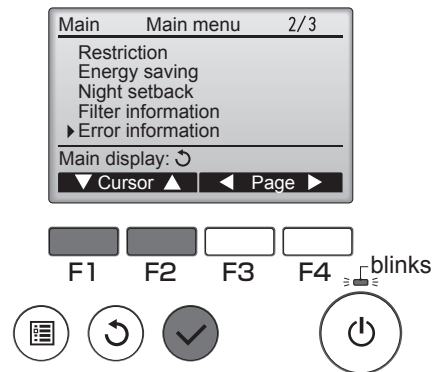 Main Main menu 2/3
Restriction
Energy saving
Night setback
Filter information
Error information
Main display:
Cursor Page
F1 F2 F3 F4 blinks